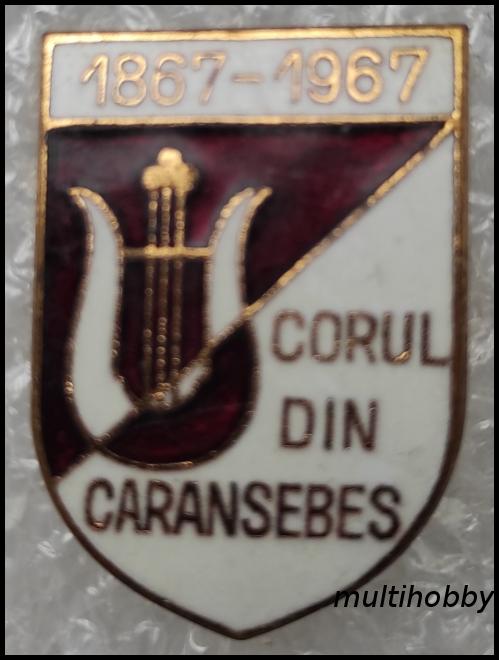 1867-1967
CORUL
DIN
CARANSEBES
multihobby